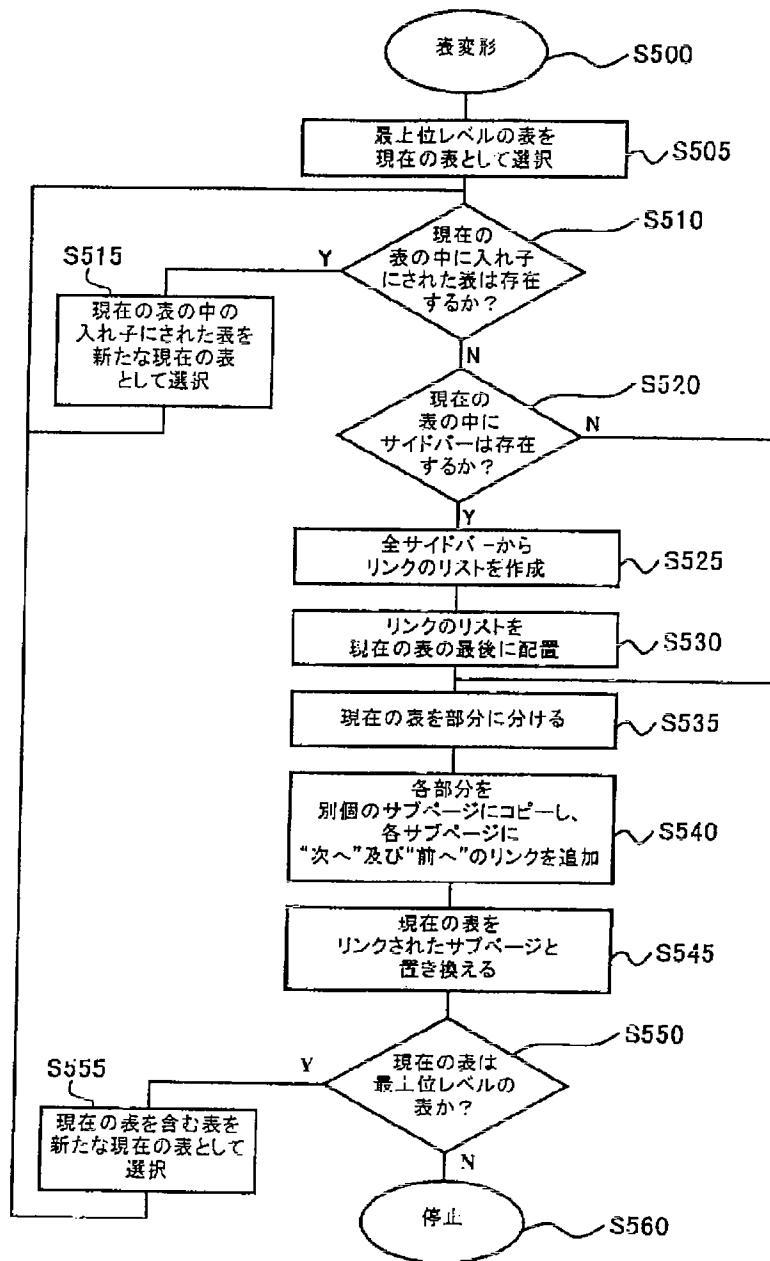 表変形
S500
最上位レベルの表を
現在の表として選択
S505
現在の
表の中に入れ子
にされた表は存在
するか？
S510
Y
S515
現在の表の中の
入れ子にされた表を
新たな現在の表
として選択
N
現在の
表の中に
サイドバーは存在
するか？
S520
N
Y
全サイドバーから
リンクのリストを作成
S525
リンクのリストを
現在の表の最後に配置
S530
現在の表を部分に分ける
S535
各部分を
別個のサブページにコピーし、
各サブページに
“次へ”及び“前へ”のリンクを追加
S540
現在の表を
リンクされたサブページと
置き換える
S545
現在の表は
最上位レベルの
表か？
S550
Y
S555
現在の表を含む表を
新たな現在の表として
選択
N
停止
S560